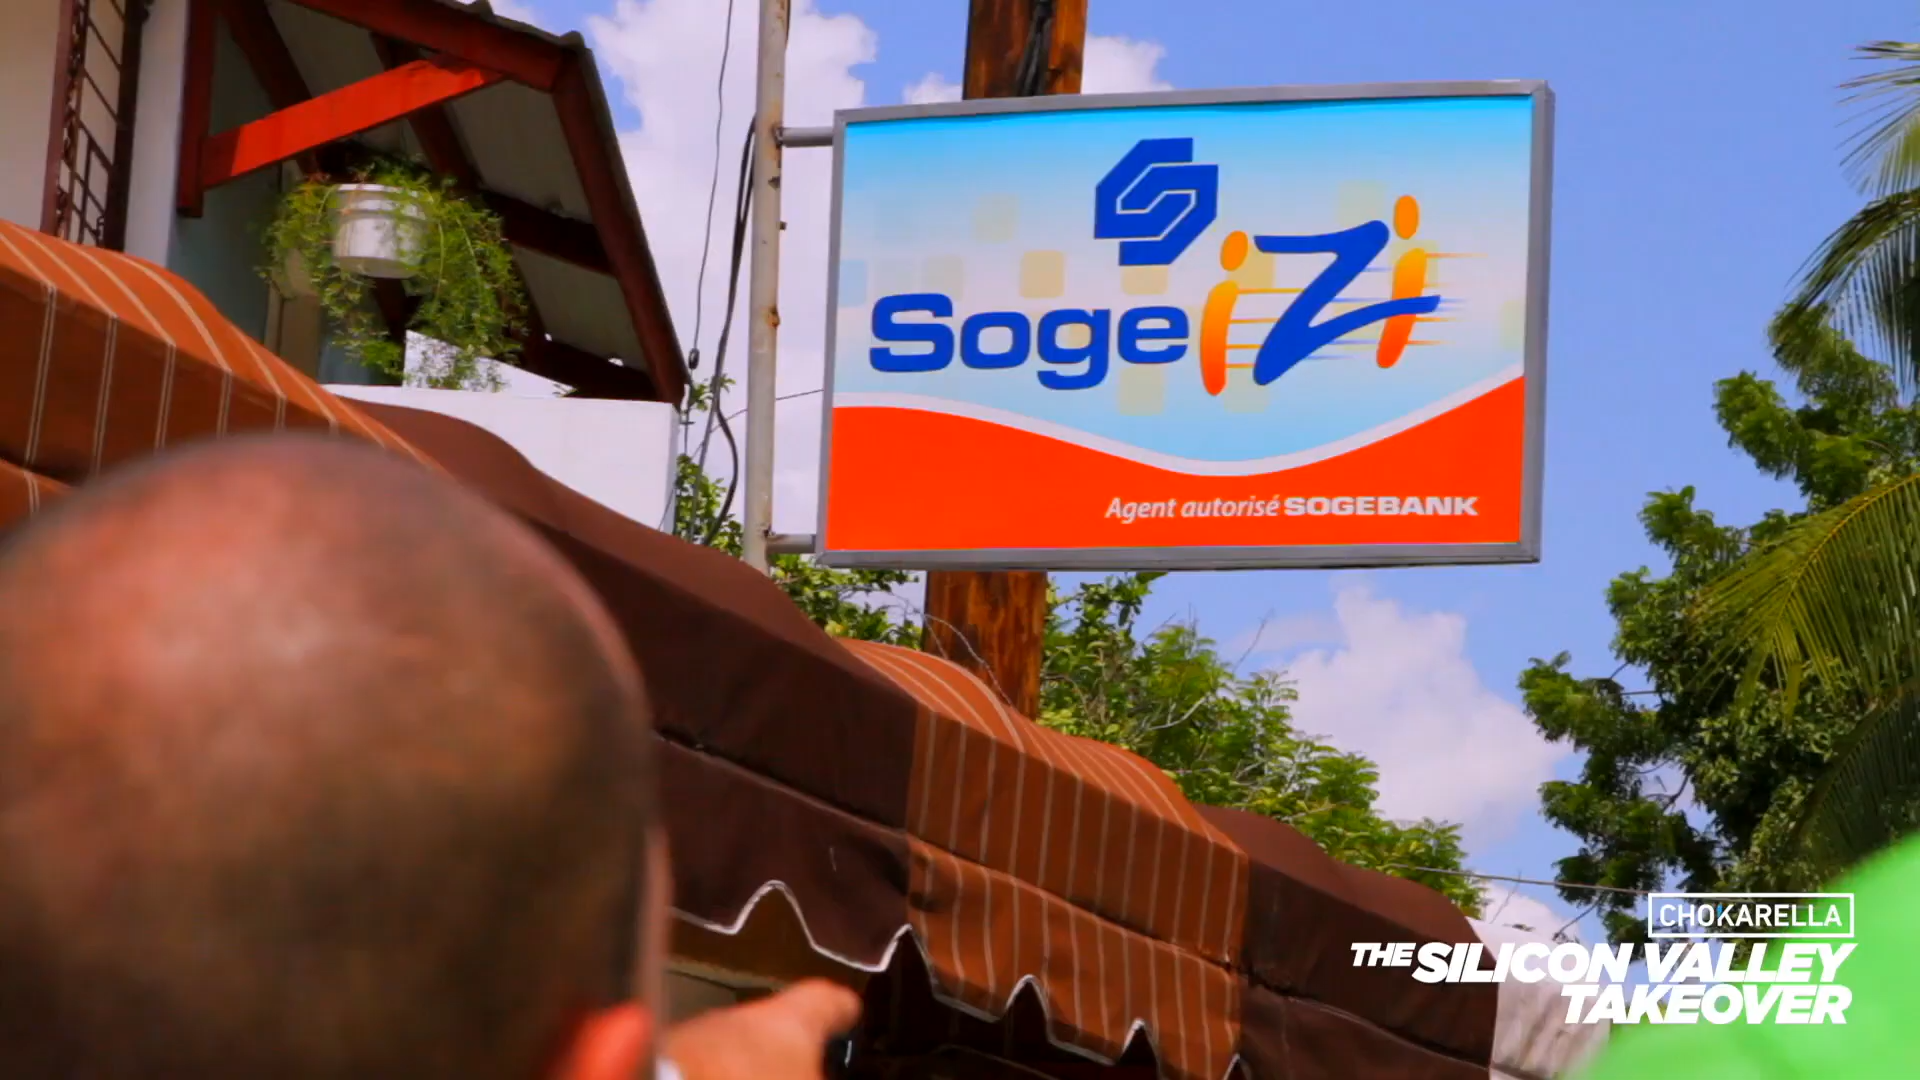 Soge iZi
Agent autorisé SOGEBANK
CHOKARELLA
THE SILICON VALLEY
TAKEOVER